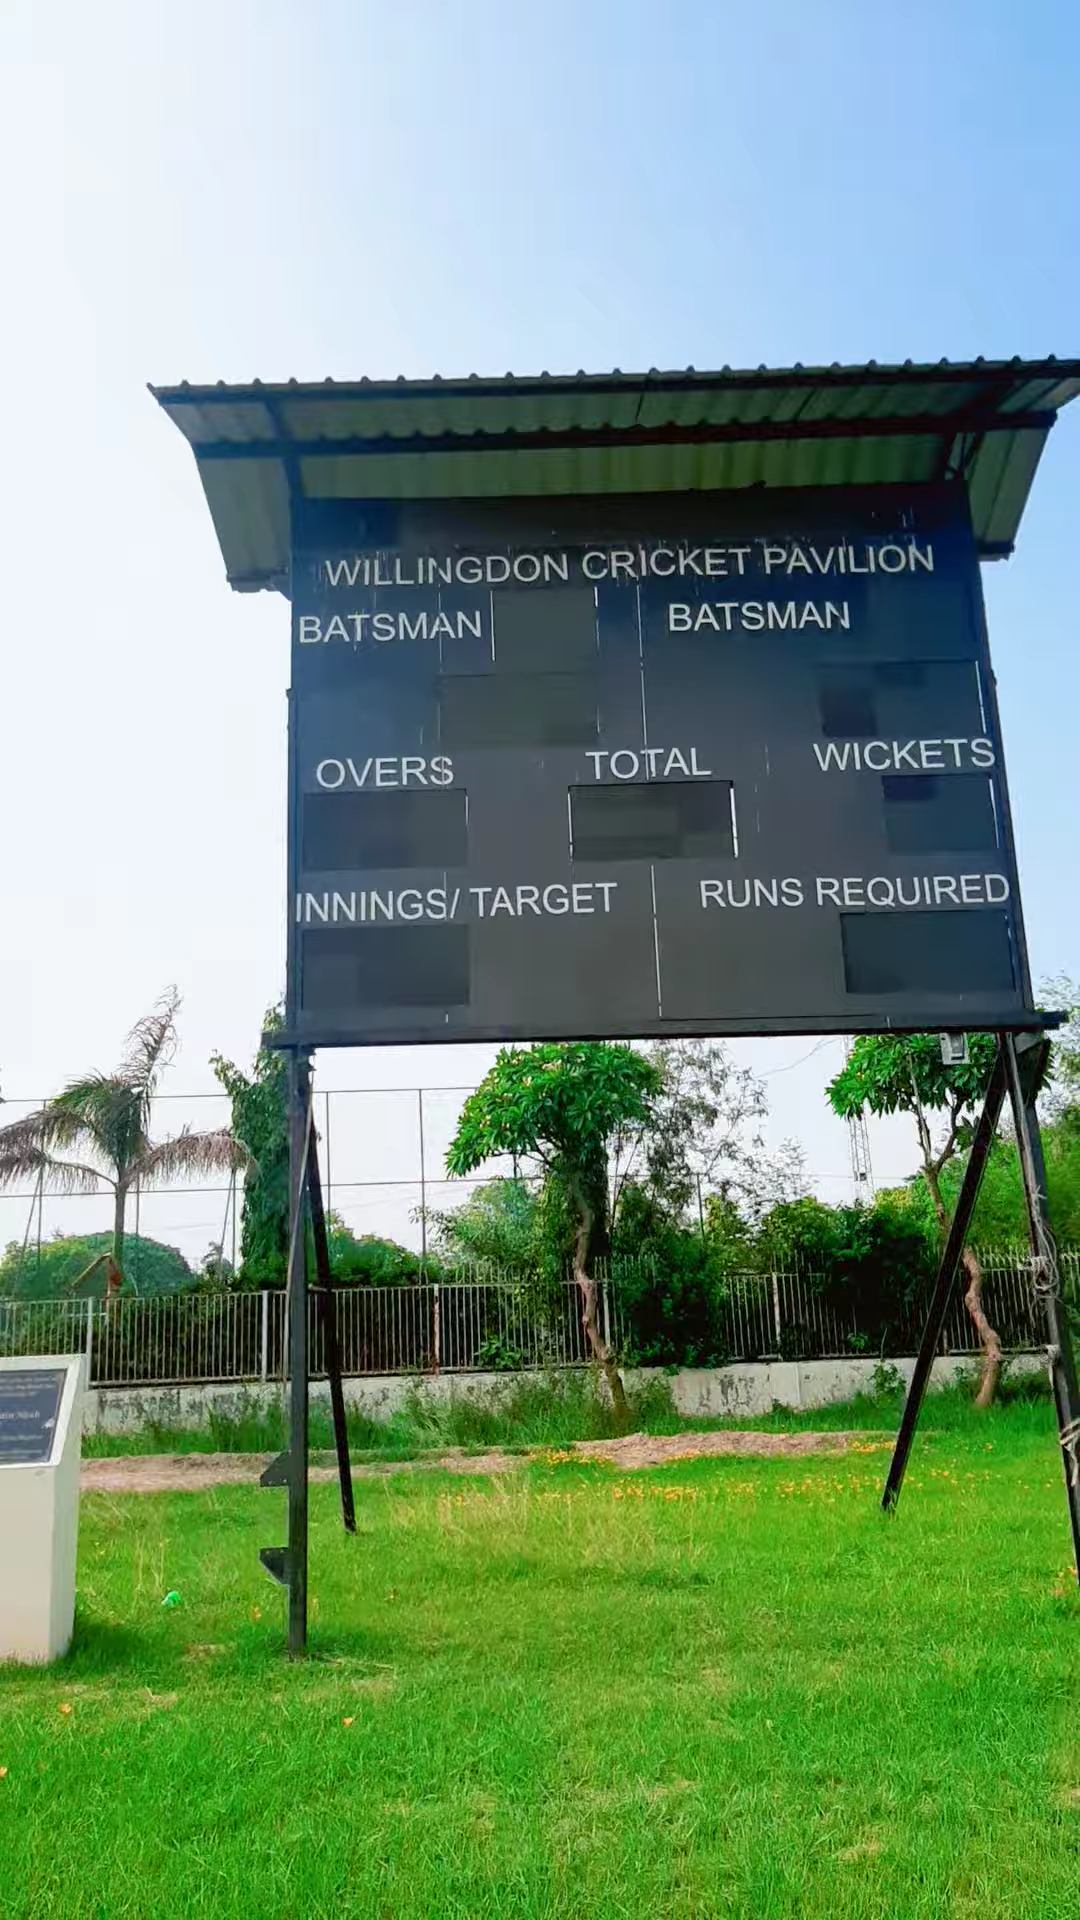 WILLINGDON CRICKET PAVILION
BATSMAN BATSMAN
OVERS TOTAL WICKETS
INNINGS/ TARGET RUNS REQUIRED